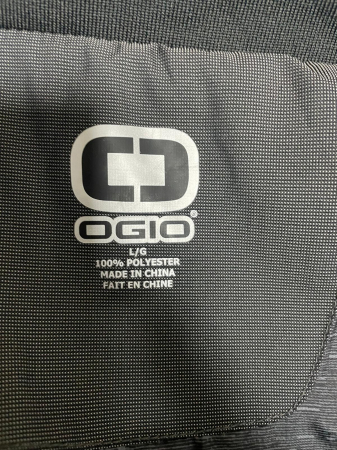 OGIO®
L/G
100% POLYESTER
MADE IN CHINA
FAIT EN CHINE